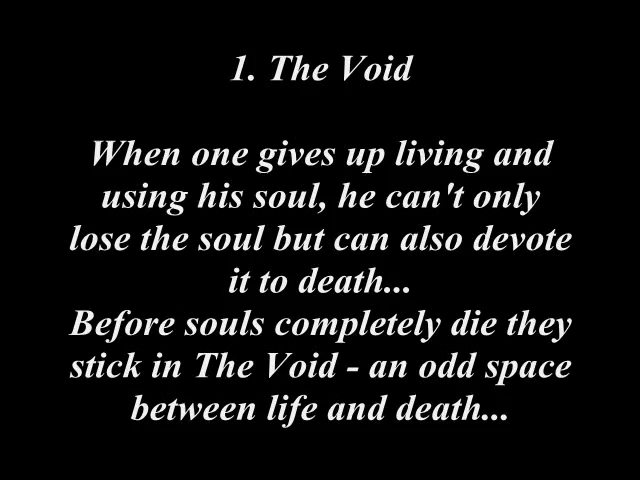 1. The Void
When one gives up living and
using his soul, he can't only
lose the soul but can also devote
it to death...
Before souls completely die they
stick in The Void - an odd space
between life and death...